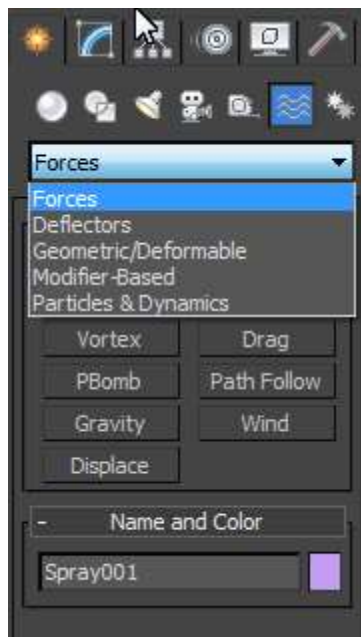 Forces
Forces
Deflectors
Geometric/Deformable
Modifier-Based
Particles & Dynamics
Vortex Drag
PBomb Path Follow
Gravity Wind
Displace
- Name and Color
Spray001